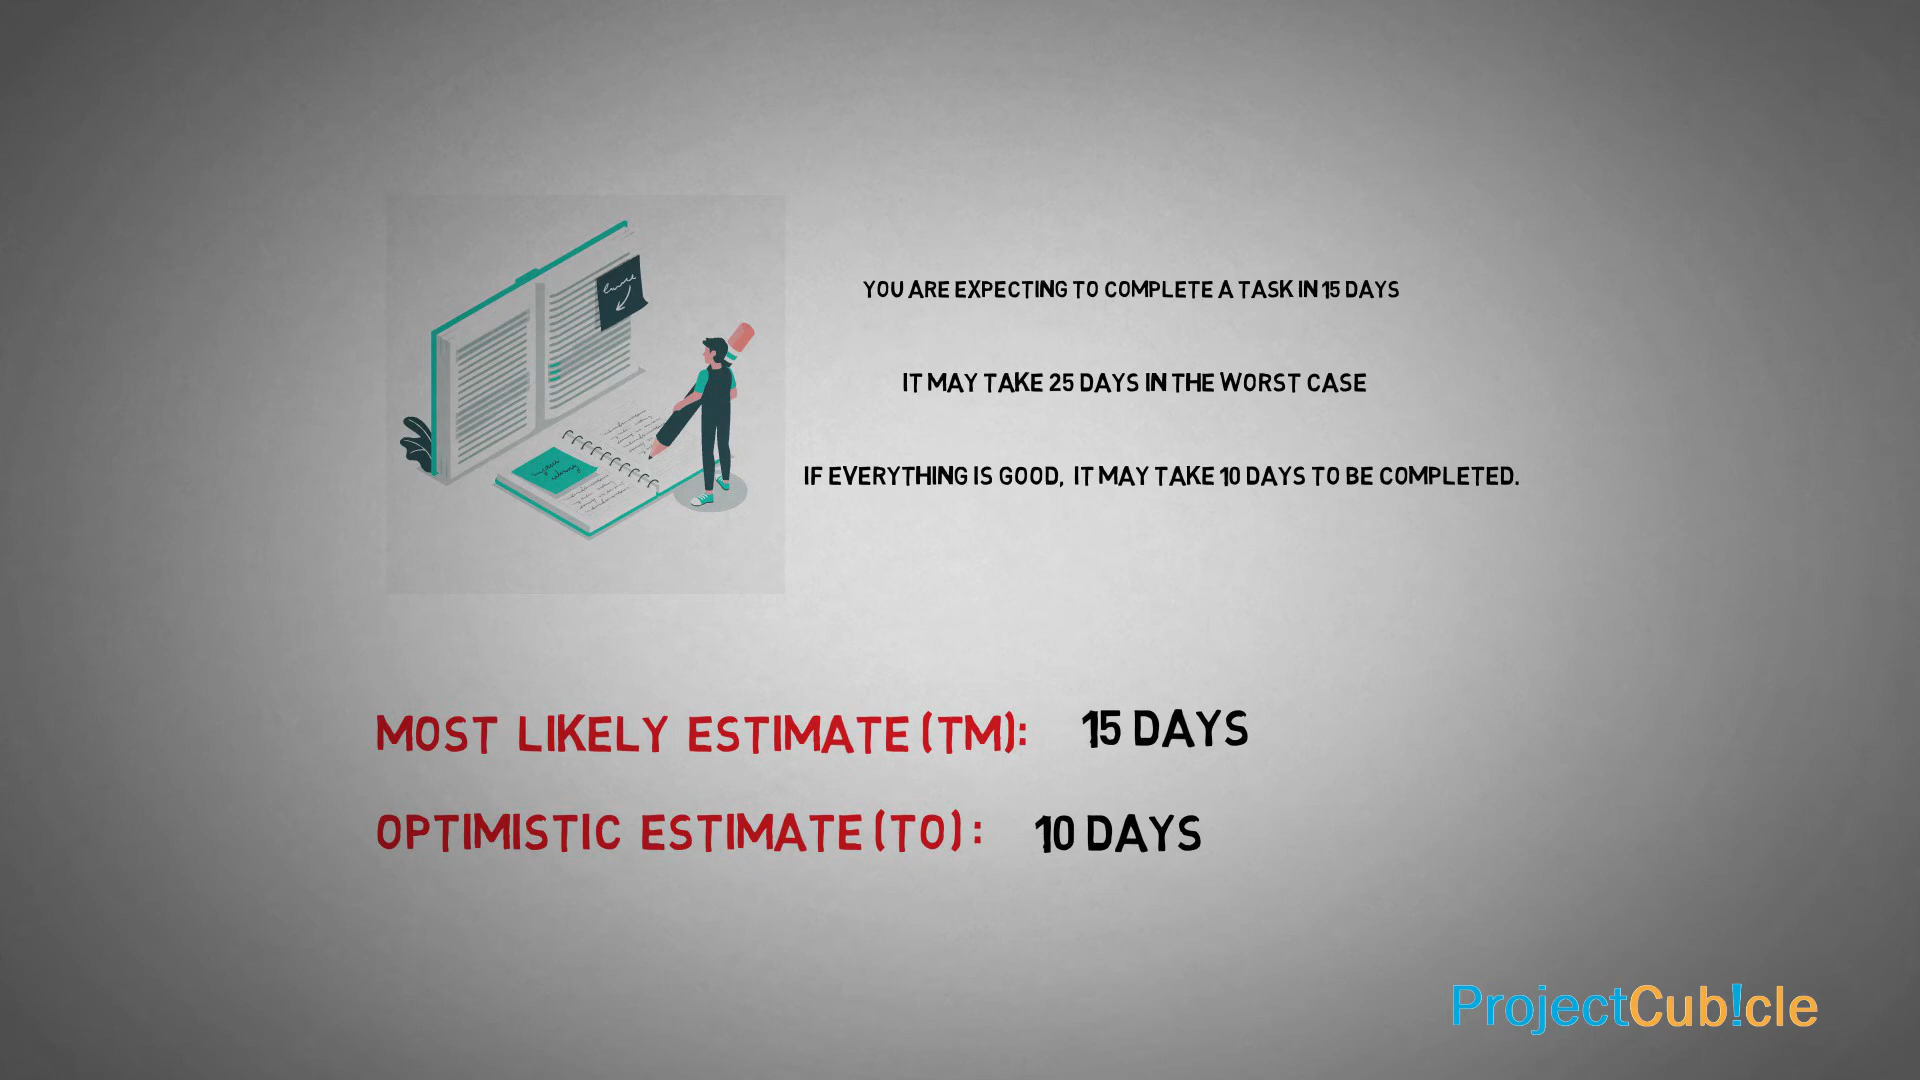 YOU ARE EXPECTING TO COMPLETE A TASK IN 15 DAYS
IT MAY TAKE 25 DAYS IN THE WORST CASE
IF EVERYTHING IS GOOD, IT MAY TAKE 10 DAYS TO BE COMPLETED.
MOST LIKELY ESTIMATE (TM): 15 DAYS
OPTIMISTIC ESTIMATE (TO) : 10 DAYS
ProjectCub!cle